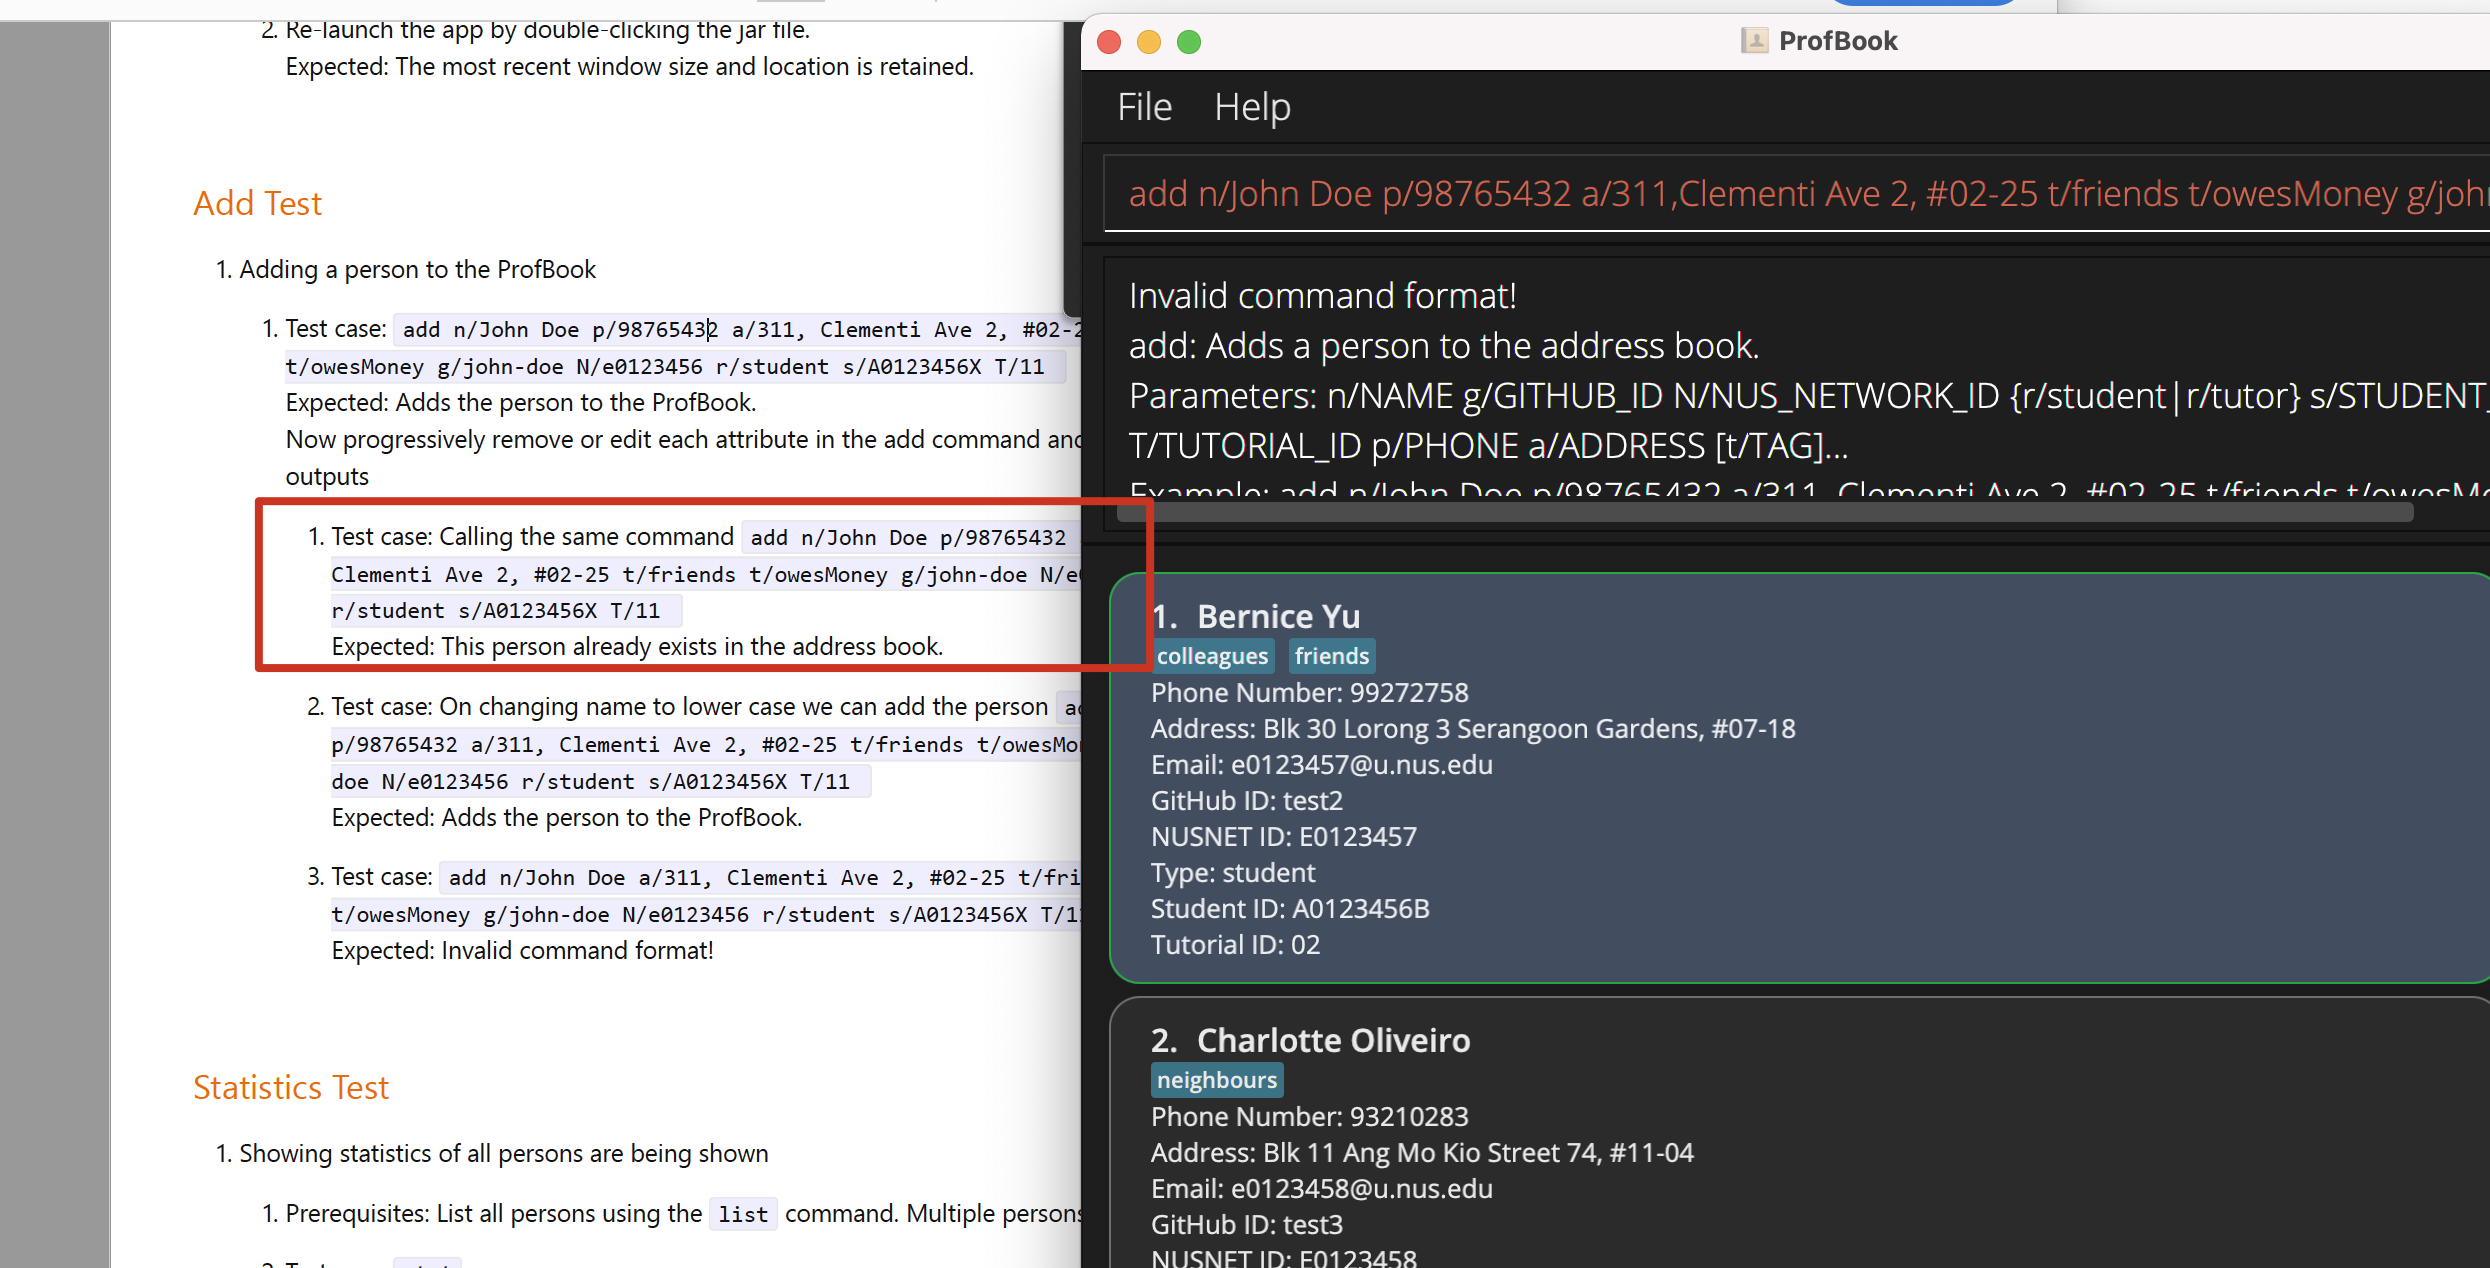 2. Re-launch the app by double-clicking the jar file.
Expected: The most recent window size and location is retained.
Add Test
1. Adding a person to the ProfBook
1. Test case: add n/John Doe p/98765432 a/311, Clementi Ave 2, #02-2
t/owesMoney g/john-doe N/e0123456 r/student s/A0123456X T/11
Expected: Adds the person to the ProfBook.
Now progressively remove or edit each attribute in the add command and
outputs
1. Test case: Calling the same command add n/John Doe p/98765432
Clementi Ave 2, #02-25 t/friends t/owesMoney g/john-doe N/e
r/student s/A0123456X T/11
Expected: This person already exists in the address book.
2. Test case: On changing name to lower case we can add the person
p/98765432 a/311, Clementi Ave 2, #02-25 t/friends t/owesMo
doe N/e0123456 r/student s/A0123456X T/11
Expected: Adds the person to the ProfBook.
3. Test case: add n/John Doe a/311, Clementi Ave 2, #02-25 t/fri
t/owesMoney g/john-doe N/e0123456 r/student s/A0123456X T/1
Expected: Invalid command format!
Statistics Test
1. Showing statistics of all persons are being shown
1. Prerequisites: List all persons using the list command. Multiple persons
ProfBook
File Help
add n/John Doe p/98765432 a/311,Clementi Ave 2, #02-25 t/friends t/owesMoney g/joh
Invalid command format!
add: Adds a person to the address book.
Parameters: n/NAME g/GITHUB_ID N/NUS_NETWORK_ID {r/student|r/tutor} s/STUDENT_
T/TUTORIAL_ID p/PHONE a/ADDRESS [t/TAG]...
Example: add n/John Doe p/98765432 a/311, Clementi Ave 2, #02-25 t/friends t/owesMo
1. Bernice Yu
colleagues friends
Phone Number: 99272758
Address: Blk 30 Lorong 3 Serangoon Gardens, #07-18
Email: e0123457@u.nus.edu
GitHub ID: test2
NUSNET ID: E0123457
Type: student
Student ID: A0123456B
Tutorial ID: 02
2. Charlotte Oliveiro
neighbours
Phone Number: 93210283
Address: Blk 11 Ang Mo Kio Street 74, #11-04
Email: e0123458@u.nus.edu
GitHub ID: test3
NUSNET ID: E0123458